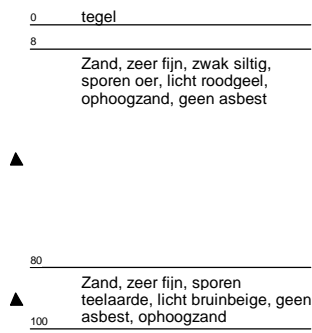 0 tegel
8
Zand, zeer fijn, zwak siltig,
sporen oer, licht roodgeel,
ophoogzand, geen asbest
80
Zand, zeer fijn, sporen
teelaarde, licht bruinbeige, geen
asbest, ophoogzand
100